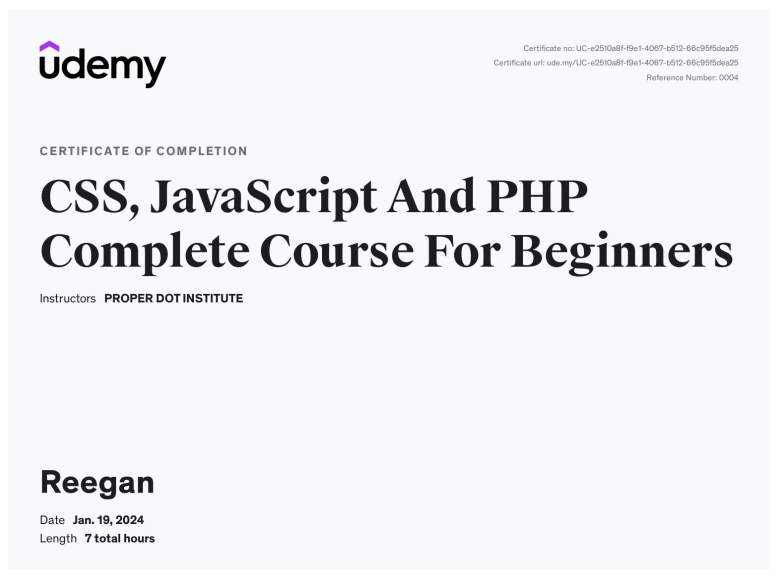 udemy
Certificate no: UC-e2510a8f-f9e1-4067-b512-66c95f5dea25
Certificate url: ude.my/UC-e2510a8f-f9e1-4067-b512-66c95f5dea25
Reference Number: 0004
CERTIFICATE OF COMPLETION
CSS, JavaScript And PHP
Complete Course For Beginners
Instructors PROPER DOT INSTITUTE
Reegan
Date Jan. 19, 2024
Length 7 total hours